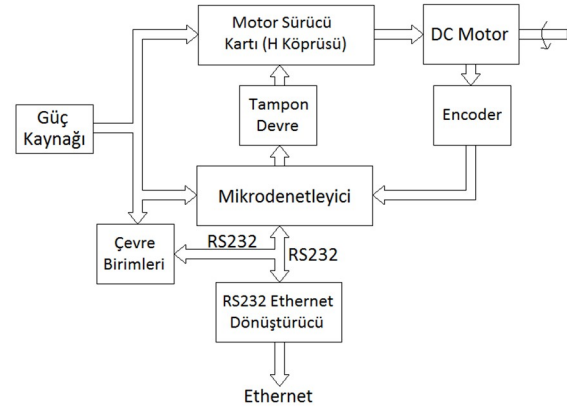 Motor Sürücü
Kartı (H Köprüsü)
DC Motor
Güç
Kaynağı
Tampon
Devre
Encoder
Mikrodenetleyici
Çevre
Birimleri
RS232
RS232
RS232 Ethernet
Dönüştürücü
Ethernet